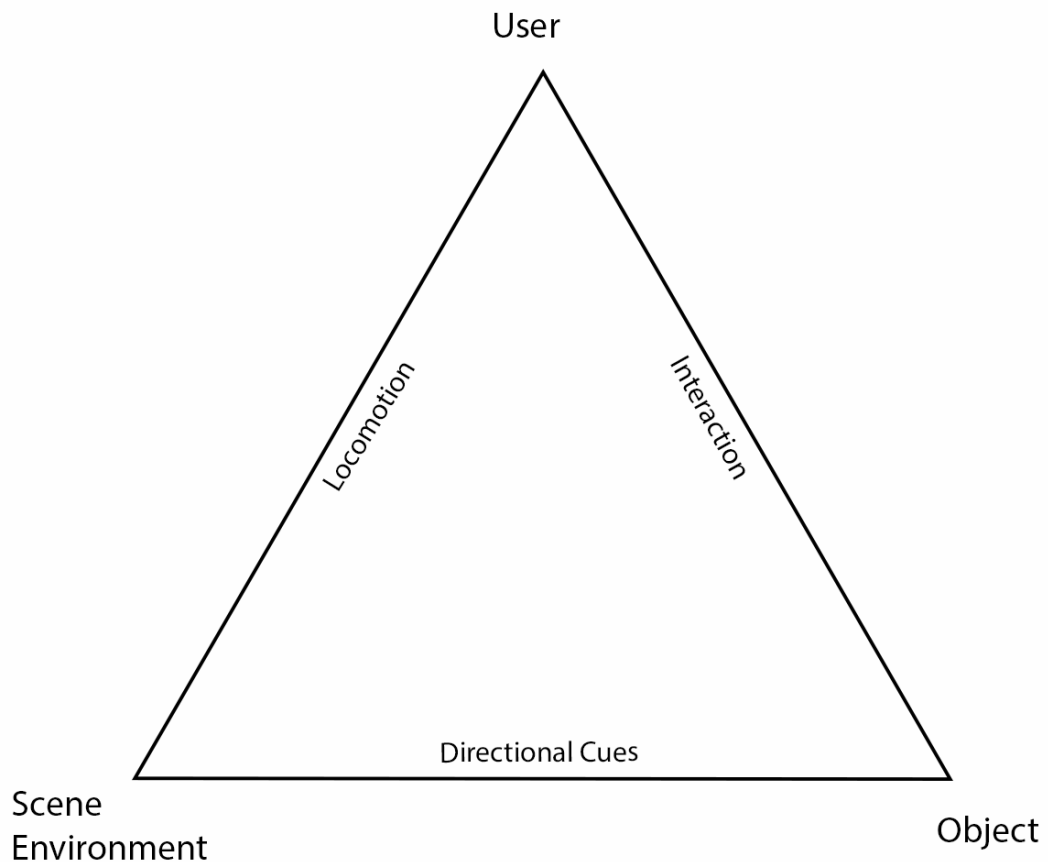 User
Locomotion
Interaction
Directional Cues
Scene
Environment
Object